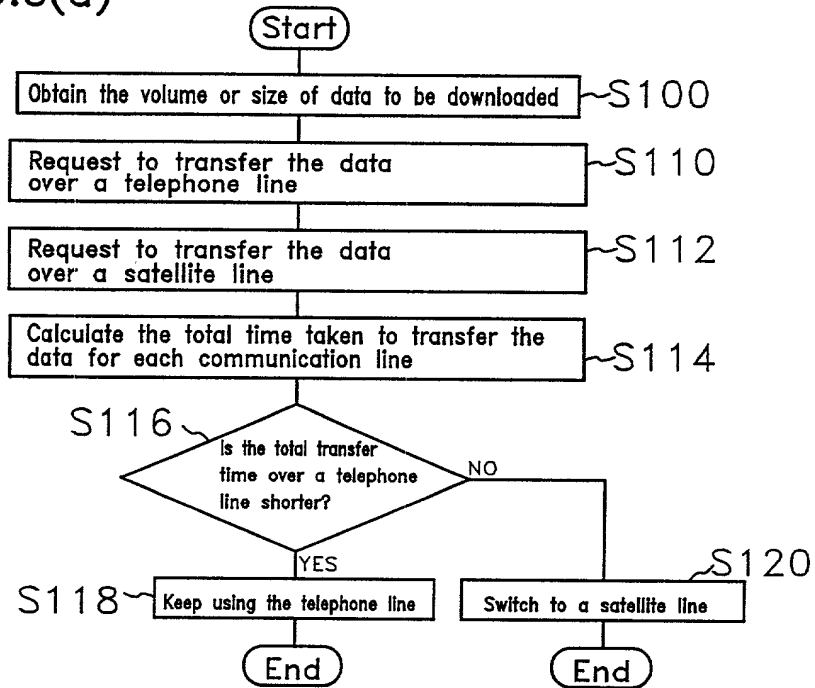 Start
Obtain the volume or size of data to be downloaded
S100
Request to transfer the data
over a telephone line
S110
Request to transfer the data
over a satellite line
S112
Calculate the total time taken to transfer the
data for each communication line
S114
S116
Is the total transfer
time over a telephone
line shorter?
NO
YES
S118
Keep using the telephone line
S120
Switch to a satellite line
End
End